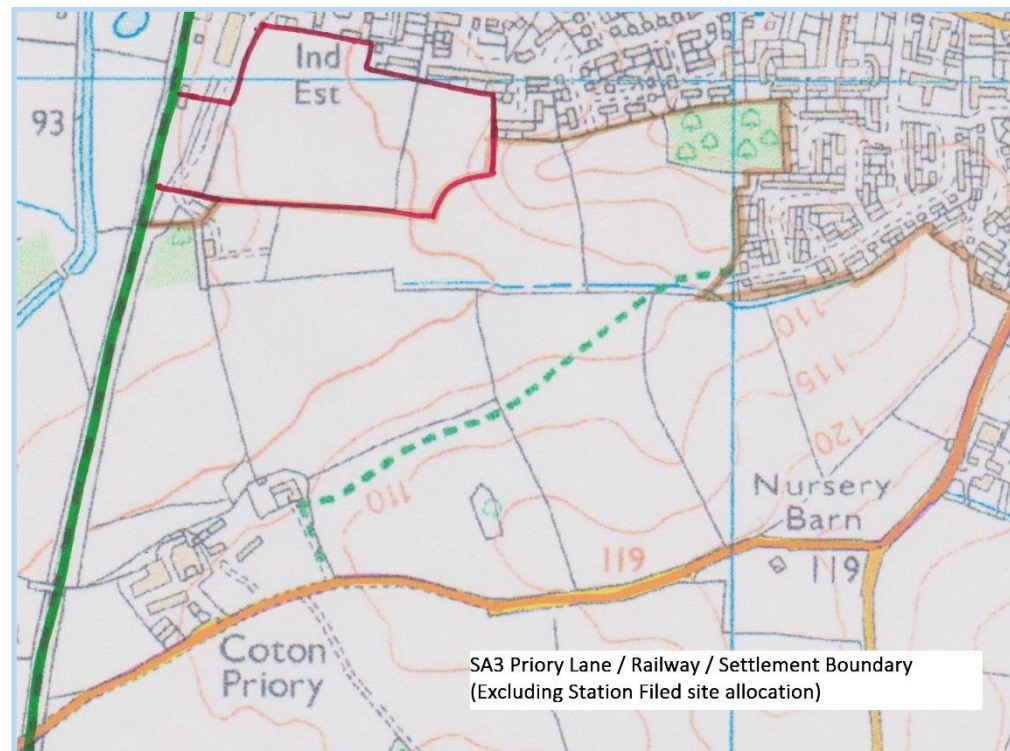 Ind
Est
93
110
115
120
110
Nursery
Barn
119
119
Coton
Priory
SA3 Priory Lane / Railway / Settlement Boundary
(Excluding Station Filed site allocation)